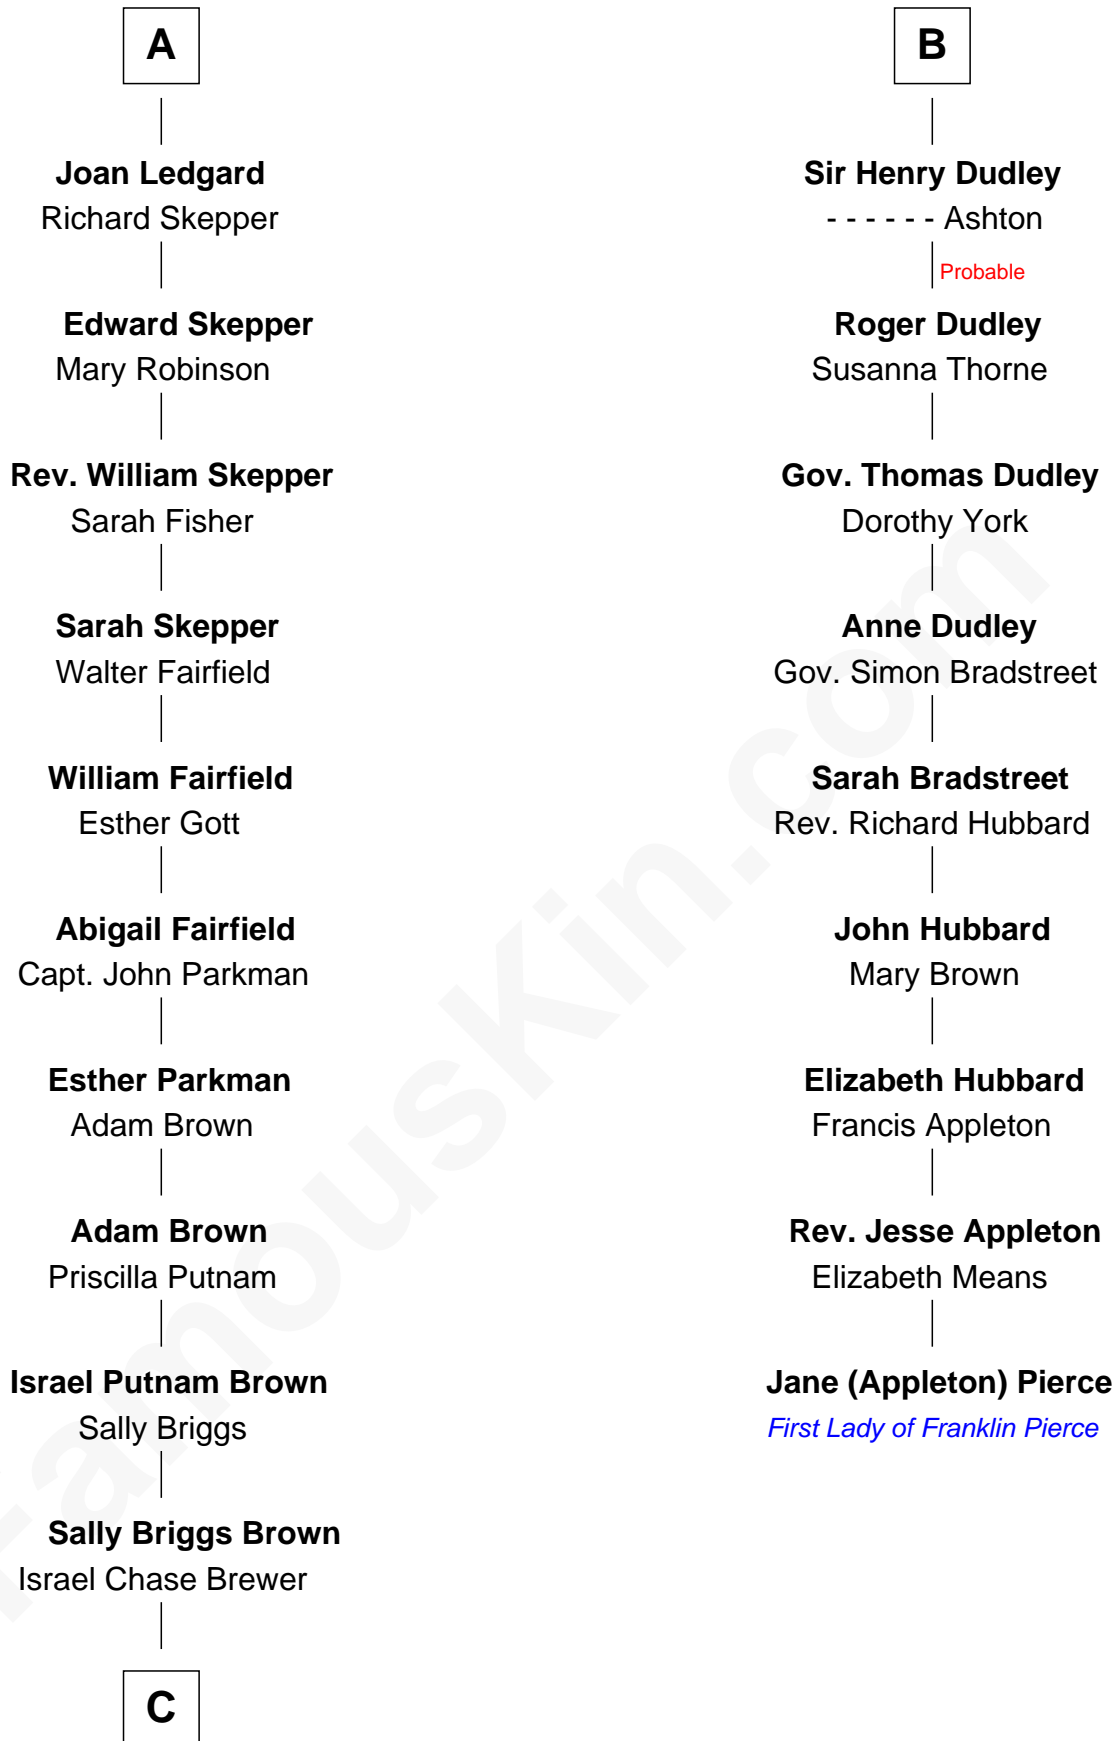 A
Joan Ledgard
Richard Skepper
Edward Skepper
Mary Robinson
Rev. William Skepper
Sarah Fisher
Sarah Skepper
Walter Fairfield
William Fairfield
Esther Gott
Abigail Fairfield
Capt. John Parkman
Esther Parkman
Adam Brown
Adam Brown
Priscilla Putnam
Israel Putnam Brown
Sally Briggs
Sally Briggs Brown
Israel Chase Brewer
C
B
Sir Henry Dudley
- - - - - - Ashton
Probable
Roger Dudley
Susanna Thorne
Gov. Thomas Dudley
Dorothy York
Anne Dudley
Gov. Simon Bradstreet
Sarah Bradstreet
Rev. Richard Hubbard
John Hubbard
Mary Brown
Elizabeth Hubbard
Francis Appleton
Rev. Jesse Appleton
Elizabeth Means
Jane (Appleton) Pierce
First Lady of Franklin Pierce
FamousKin.com